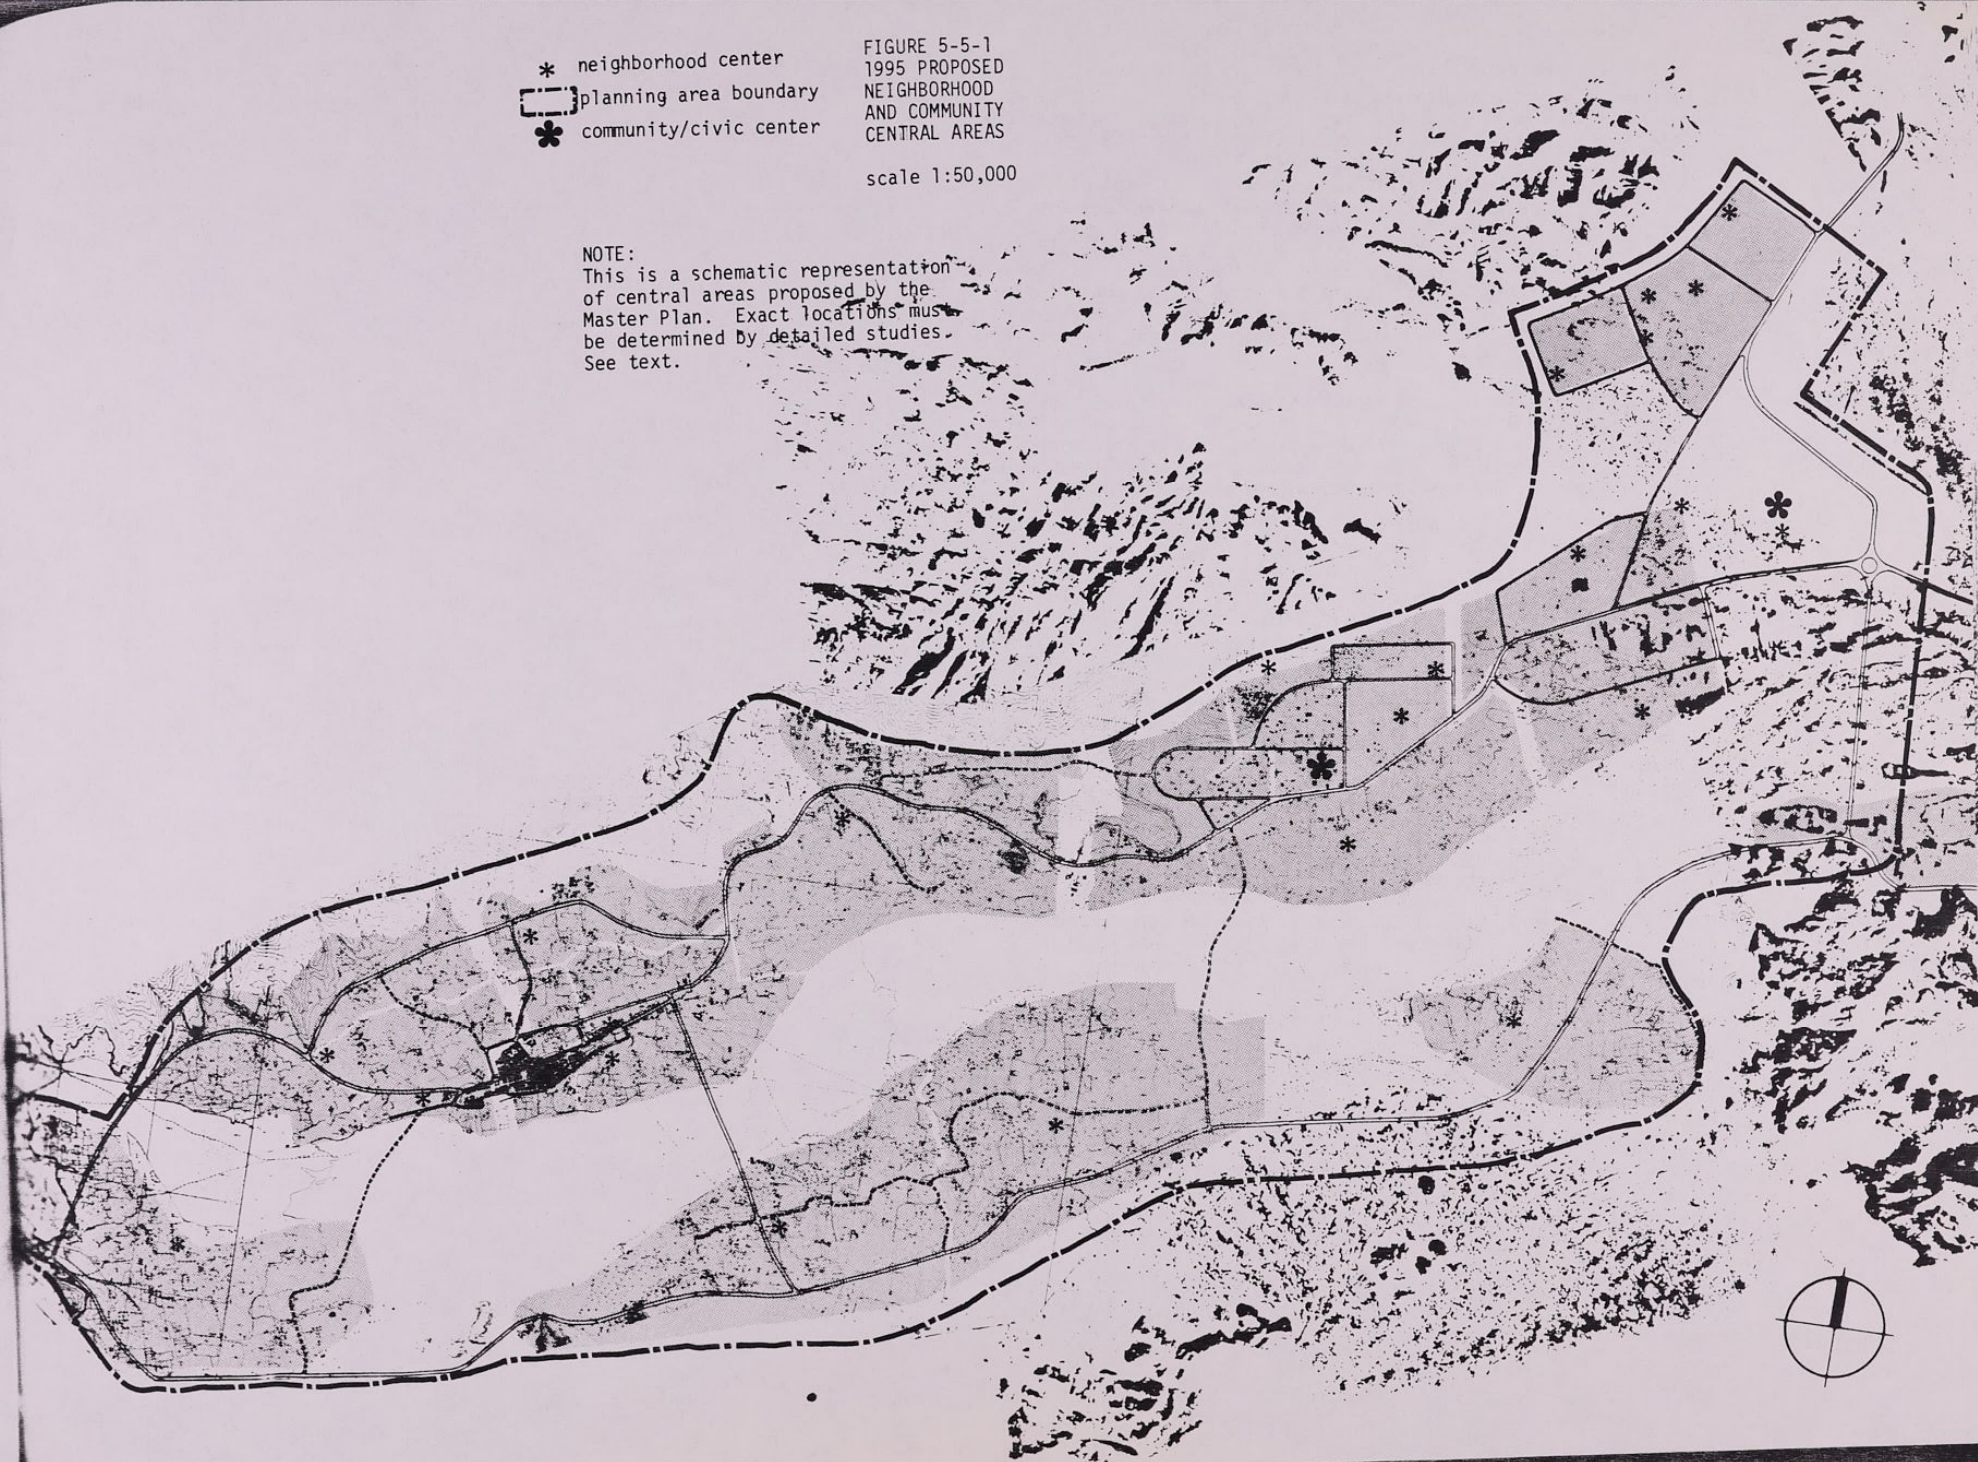 * neighborhood center
planning area boundary
community/civic center
FIGURE 5-5-1
1995 PROPOSED
NEIGHBORHOOD
AND COMMUNITY
CENTRAL AREAS
scale 1:50,000
NOTE:
This is a schematic representation
of central areas proposed by the
Master Plan. Exact locations must
be determined by detailed studies.
See text.